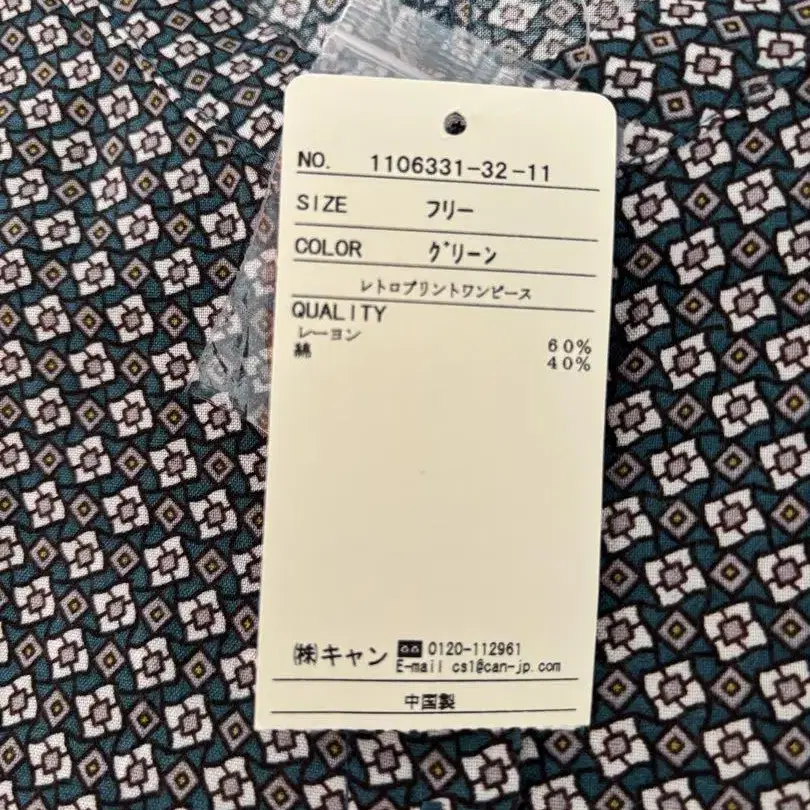 NO. 1106331-32-11
SIZE フリー
COLOR グリーン
レトロプリントワンピース
QUALITY
レーヨン 60%
綿 40%
㈱キャン 0120-112961
E-mail cs1@can-jp.com
中国製